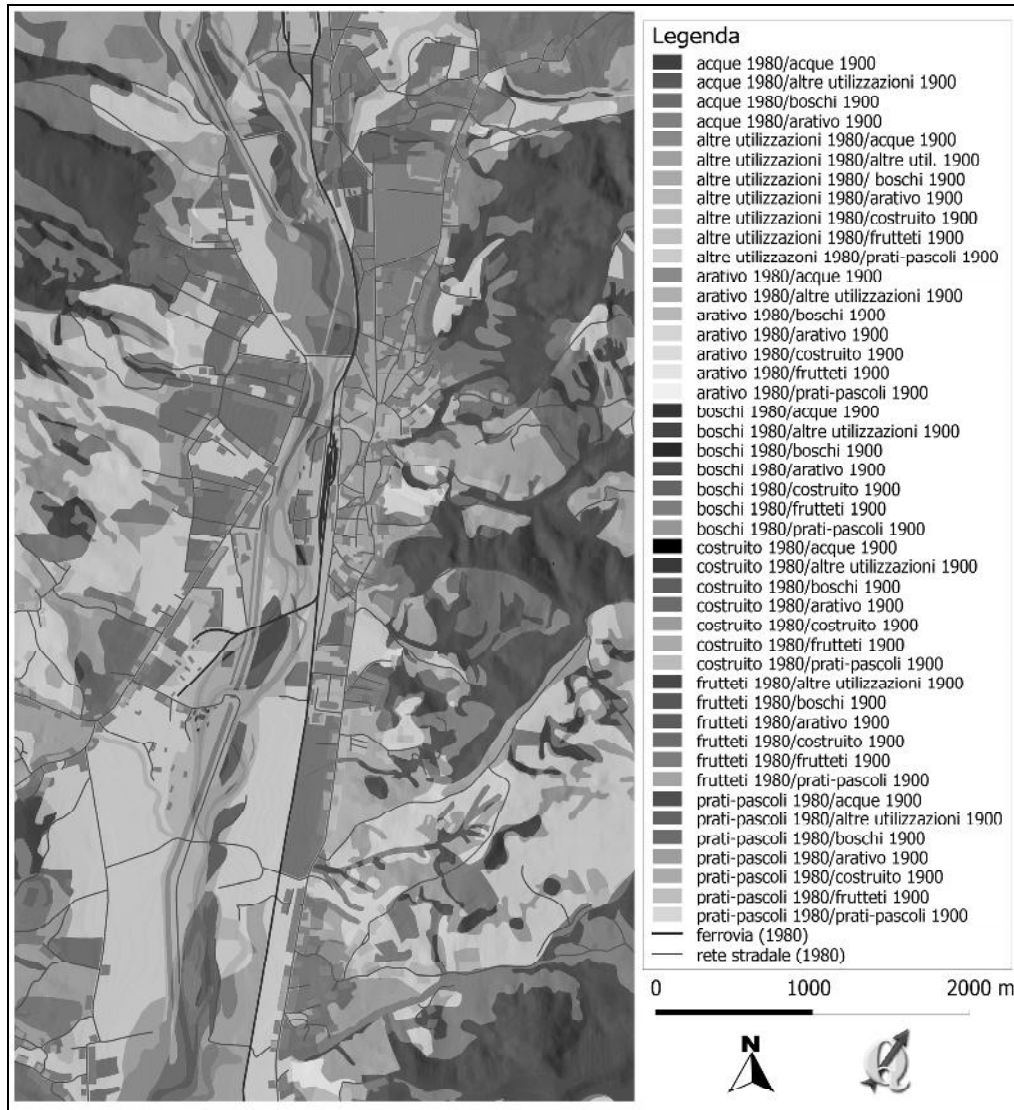 Legenda
acque 1980/acque 1900
acque 1980/altre utilizzazioni 1900
acque 1980/boschi 1900
acque 1980/arativo 1900
altre utilizzazioni 1980/acque 1900
altre utilizzazioni 1980/altre util. 1900
altre utilizzazioni 1980/ boschi 1900
altre utilizzazioni 1980/arativo 1900
altre utilizzazioni 1980/costruito 1900
altre utilizzazioni 1980/frutteti 1900
altre utilizzazoni 1980/prati-pascoli 1900
arativo 1980/acque 1900
arativo 1980/altre utilizzazioni 1900
arativo 1980/boschi 1900
arativo 1980/arativo 1900
arativo 1980/costruito 1900
arativo 1980/frutteti 1900
arativo 1980/prati-pascoli 1900
boschi 1980/acque 1900
boschi 1980/altre utilizzazioni 1900
boschi 1980/boschi 1900
boschi 1980/arativo 1900
boschi 1980/costruito 1900
boschi 1980/frutteti 1900
boschi 1980/prati-pascoli 1900
costruito 1980/acque 1900
costruito 1980/altre utilizzazioni 1900
costruito 1980/boschi 1900
costruito 1980/arativo 1900
costruito 1980/costruito 1900
costruito 1980/frutteti 1900
costruito 1980/prati-pascoli 1900
frutteti 1980/altre utilizzazioni 1900
frutteti 1980/boschi 1900
frutteti 1980/arativo 1900
frutteti 1980/costruito 1900
frutteti 1980/frutteti 1900
frutteti 1980/prati-pascoli 1900
prati-pascoli 1980/acque 1900
prati-pascoli 1980/altre utilizzazioni 1900
prati-pascoli 1980/boschi 1900
prati-pascoli 1980/arativo 1900
prati-pascoli 1980/costruito 1900
prati-pascoli 1980/frutteti 1900
prati-pascoli 1980/prati-pascoli 1900
ferrovia (1980)
rete stradale (1980)
0 1000 2000 m
N